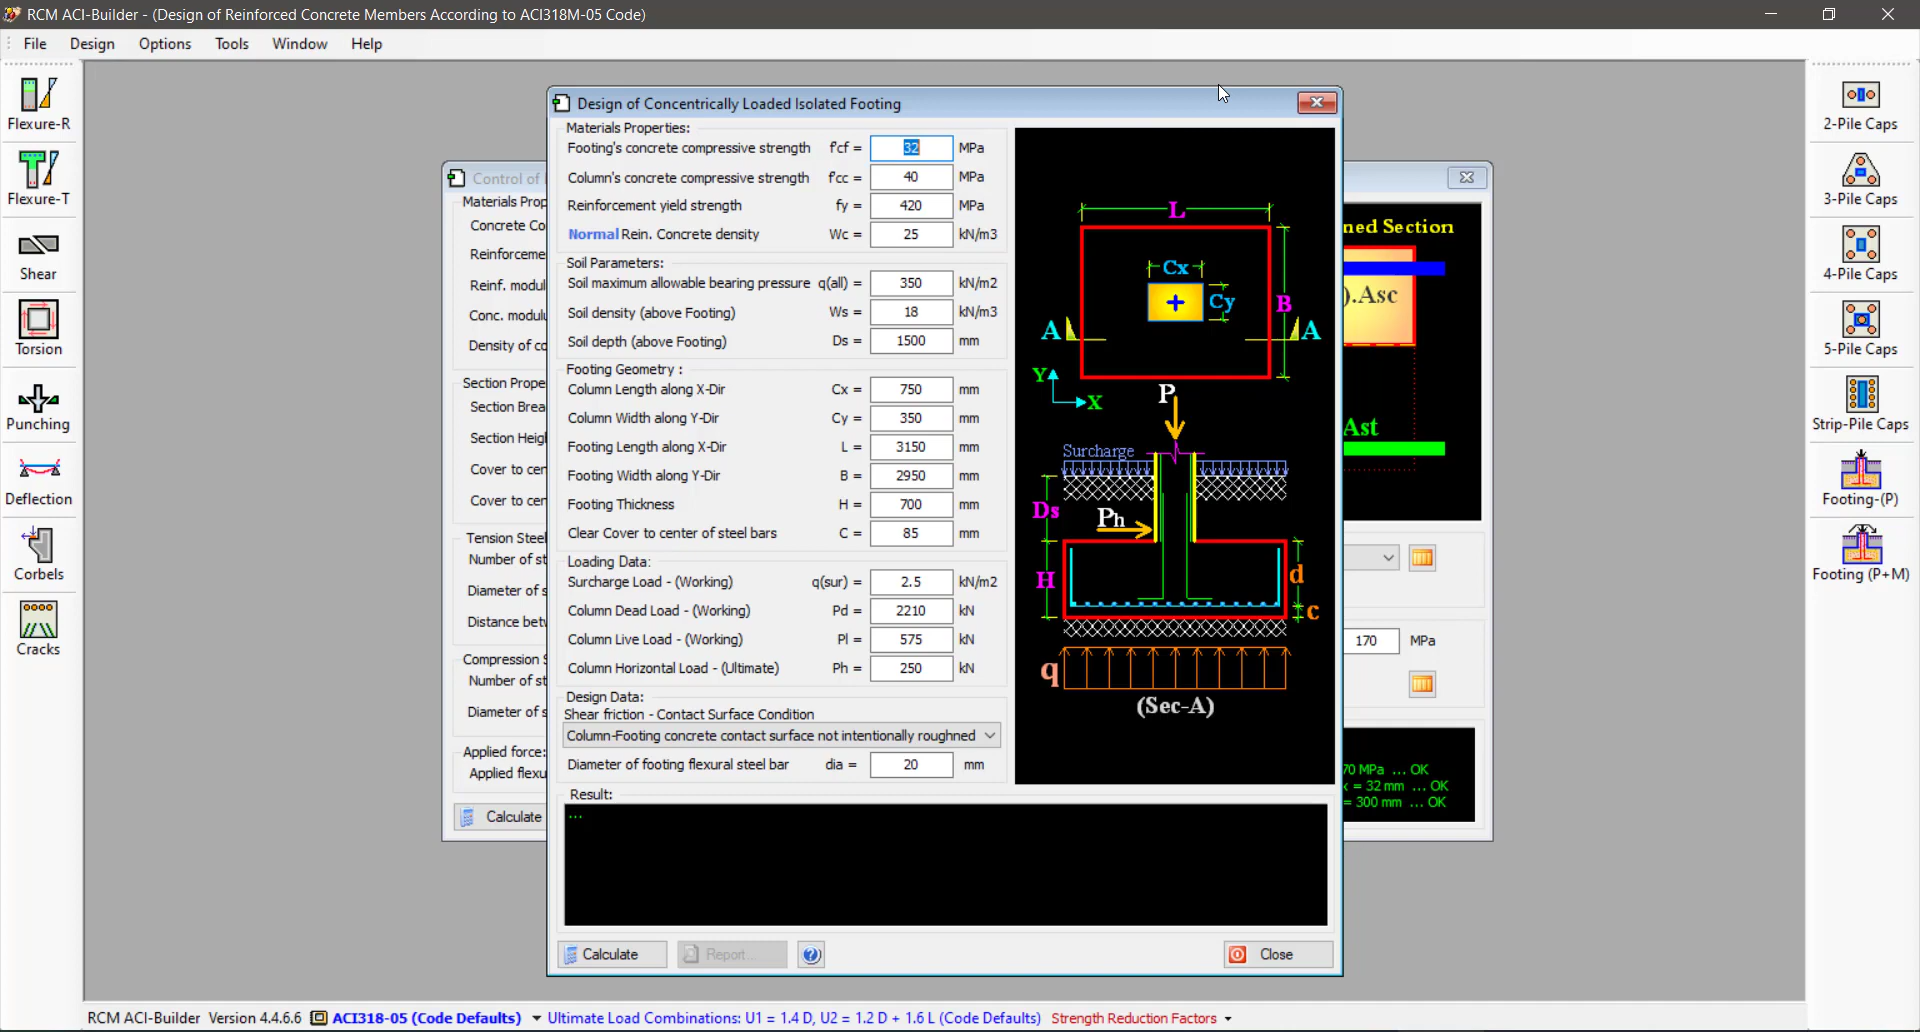 RCM ACI-Builder - (Design of Reinforced Concrete Members According to ACI318M-05 Code)
File Design Options Tools Window Help
Flexure-R
Flexure-T
Shear
Torsion
Punching
Deflection
Corbels
Cracks
Control of
Materials Prop
Concrete Co
Reinforceme
Reinf. modul
Conc. modulu
Density of co
Section Prope
Section Brea
Section Heig
Cover to cen
Cover to cen
Tension Steel
Number of st
Diameter of s
Distance betw
Compression S
Number of st
Diameter of s
Applied force:
Applied flexu
Calculate
Design of Concentrically Loaded Isolated Footing
Materials Properties:
Footing's concrete compressive strength f'cf = 32 MPa
Column's concrete compressive strength f'cc = 40 MPa
Reinforcement yield strength fy = 420 MPa
Normal Rein. Concrete density Wc = 25 kN/m3
Soil Parameters:
Soil maximum allowable bearing pressure q(all) = 350 kN/m2
Soil density (above Footing) Ws = 18 kN/m3
Soil depth (above Footing) Ds = 1500 mm
Footing Geometry :
Column Length along X-Dir Cx = 750 mm
Column Width along Y-Dir Cy = 350 mm
Footing Length along X-Dir L = 3150 mm
Footing Width along Y-Dir B = 2950 mm
Footing Thickness H = 700 mm
Clear Cover to center of steel bars C = 85 mm
Loading Data:
Surcharge Load - (Working) q(sur) = 2.5 kN/m2
Column Dead Load - (Working) Pd = 2210 kN
Column Live Load - (Working) Pl = 575 kN
Column Horizontal Load - (Ultimate) Ph = 250 kN
Design Data:
Shear friction - Contact Surface Condition
Column-Footing concrete contact surface not intentionally roughned
Diameter of footing flexural steel bar dia = 20 mm
Result:
...
Calculate Report... Close
L
Cx
Cy
B
A A
Y
X
P
Surcharge
Ds
Ph
H
d
c
q
(Sec-A)
ned Section
).Asc
Ast
170 MPa
70 MPa ... OK
< = 32 mm ... OK
= 300 mm ... OK
2-Pile Caps
3-Pile Caps
4-Pile Caps
5-Pile Caps
Strip-Pile Caps
Footing-(P)
Footing (P+M)
RCM ACI-Builder Version 4.4.6.6 ACI318-05 (Code Defaults) Ultimate Load Combinations: U1 = 1.4 D, U2 = 1.2 D + 1.6 L (Code Defaults) Strength Reduction Factors